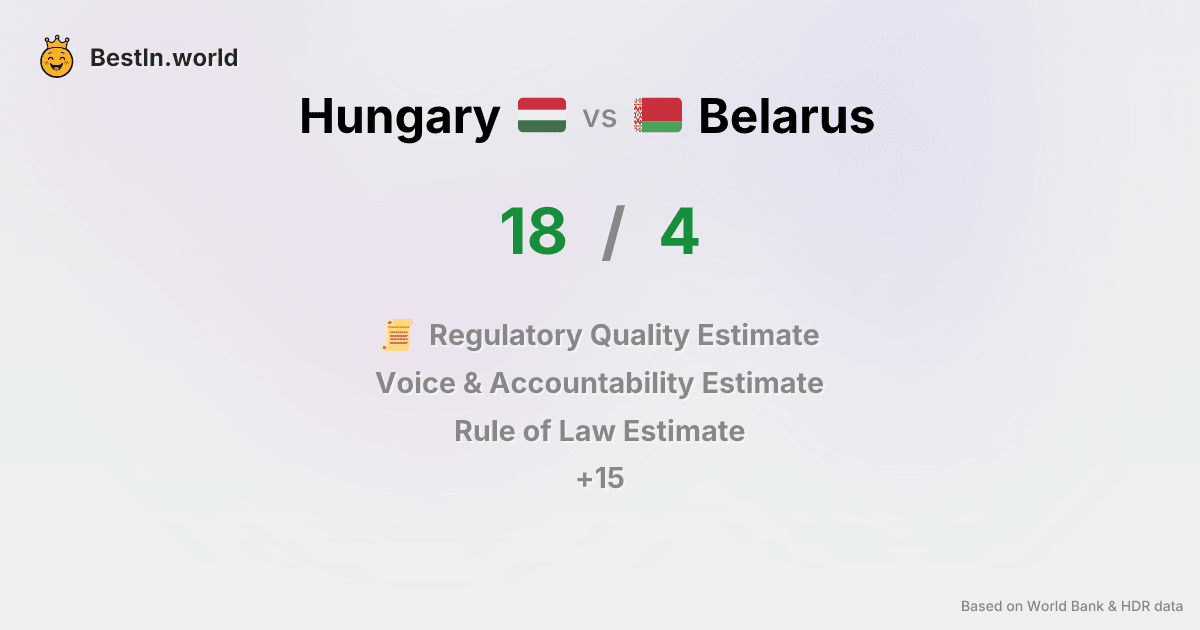 BestIn.world
Hungary vs Belarus
18 / 4
Regulatory Quality Estimate
Voice & Accountability Estimate
Rule of Law Estimate
+15
Based on World Bank & HDR data